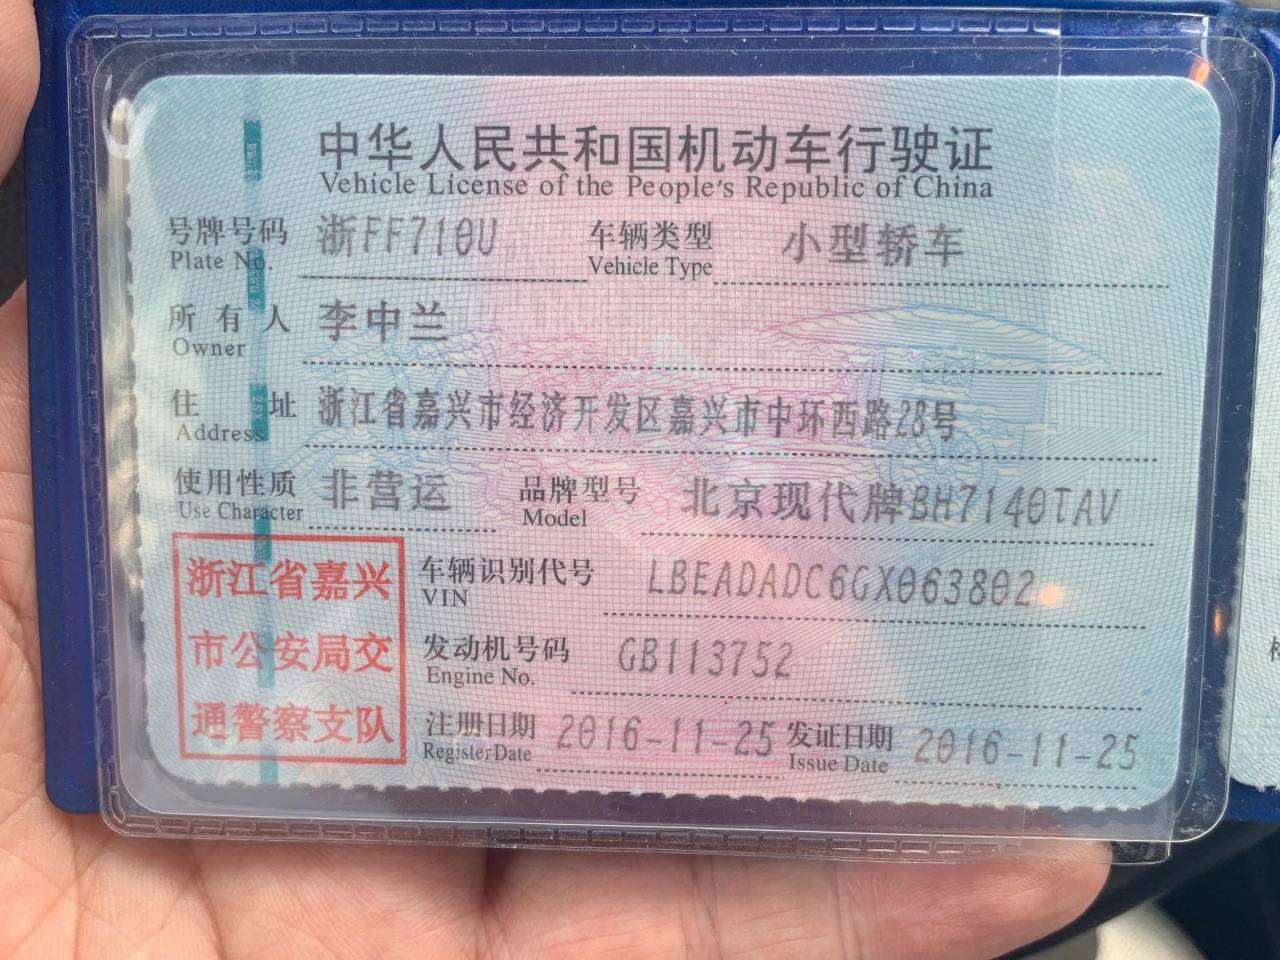 中华人民共和国机动车行驶证
Vehicle License of the People's Republic of China
号牌号码 浙FF710U 车辆类型 小型轿车
Plate No. Vehicle Type
所有人 李中兰
Owner
住址 浙江省嘉兴市经济开发区嘉兴市中环西路28号
Address
使用性质 非营运 品牌型号 北京现代牌BH7140TAV
Use Character Model
浙江省嘉兴
市公安局交
通警察支队
车辆识别代号 LBEADADC6GX063802
VIN
发动机号码 GB113752
Engine No.
注册日期 2016-11-25 发证日期 2016-11-25
Register Date Issue Date